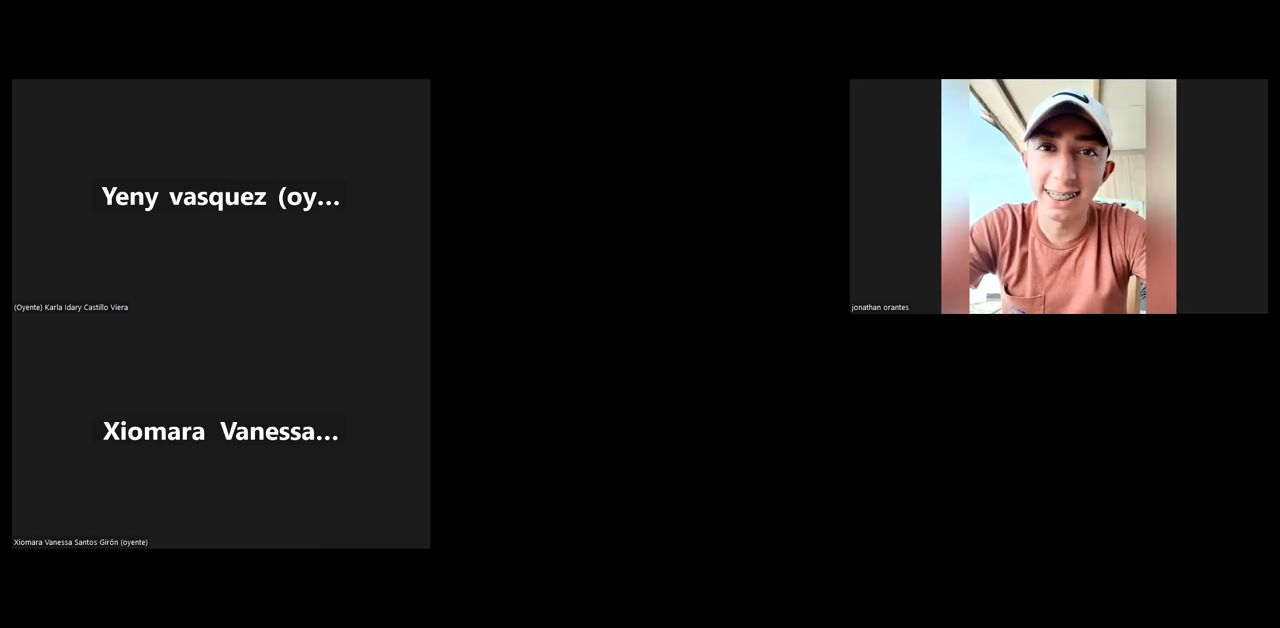 Yeny vasquez (oy...
(Oyente) Karla Idary Castillo Viera
jonathan orantes
Xiomara Vanessa...
Xiomara Vanessa Santos Girón (oyente)